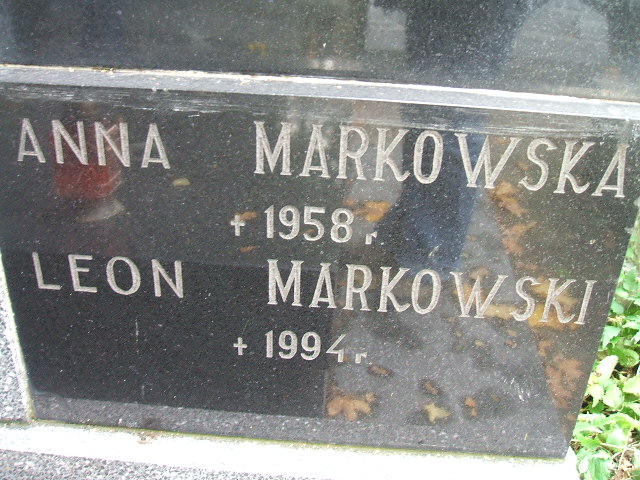 ANNA MARKOWSKA
+ 1958 r.
LEON MARKOWSKI
+ 1994 r.